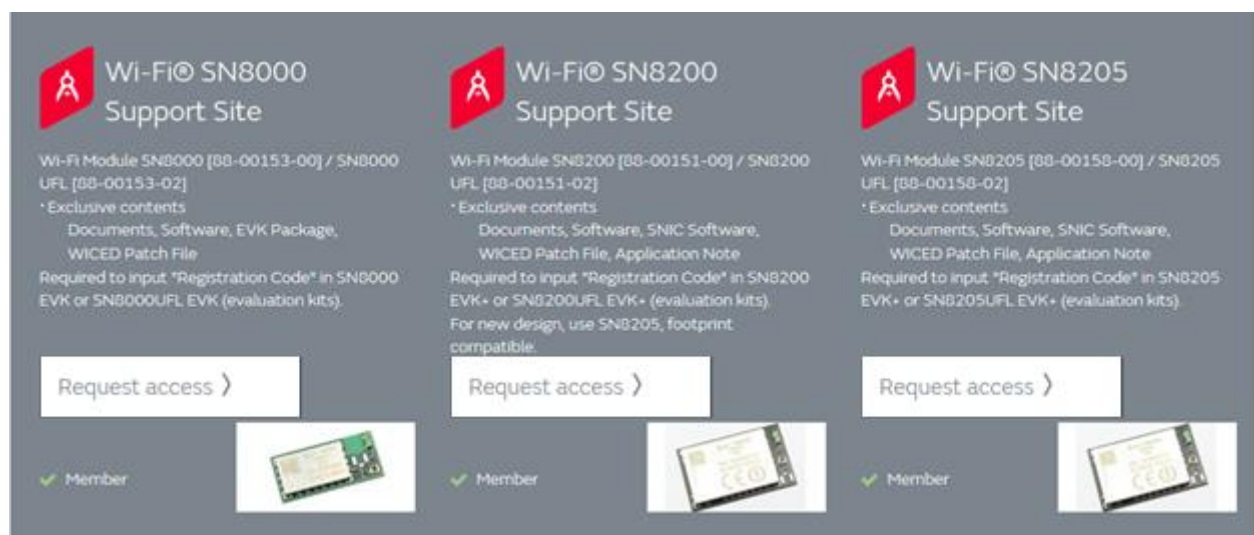 Wi-Fi® SN8000
Support Site
Wi-Fi Module SN8000 [88-00153-00] / SN8000
UFL [88-00153-02]
・Exclusive contents
Documents, Software, EVK Package,
WICED Patch File
Required to input "Registration Code" in SN8000
EVK or SN8000UFL EVK (evaluation kits).
Request access 〉
Member
Wi-Fi® SN8200
Support Site
Wi-Fi Module SN8200 [88-00151-00] / SN8200
UFL [88-00151-02]
・Exclusive contents
Documents, Software, SNIC Software,
WICED Patch File, Application Note
Required to input "Registration Code" in SN8200
EVK+ or SN8200UFL EVK+ (evaluation kits).
For new design, use SN8205, footprint
compatible.
Request access 〉
Member
CE
Wi-Fi® SN8205
Support Site
Wi-Fi Module SN8205 [88-00158-00] / SN8205
UFL [88-00158-02]
・Exclusive contents
Documents, Software, SNIC Software,
WICED Patch File, Application Note
Required to input "Registration Code" in SN8205
EVK+ or SN8205UFL EVK+ (evaluation kits).
Request access 〉
Member
CE